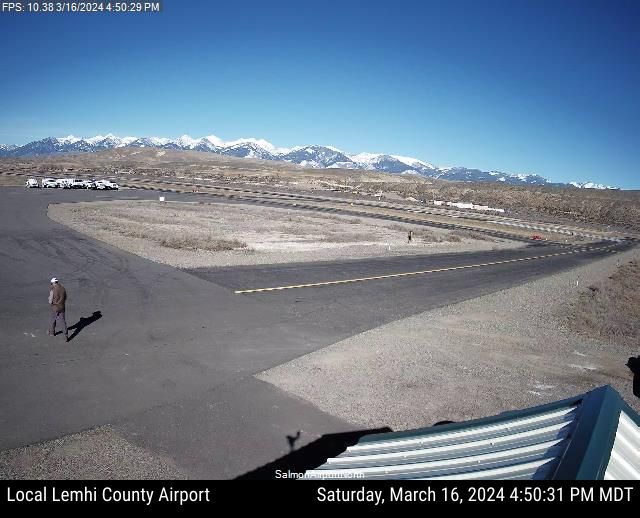 FPS: 10.38 3/16/2024 4:50:29 PM
SalmonAirportNorth
Local Lemhi County Airport
Saturday, March 16, 2024 4:50:31 PM MDT